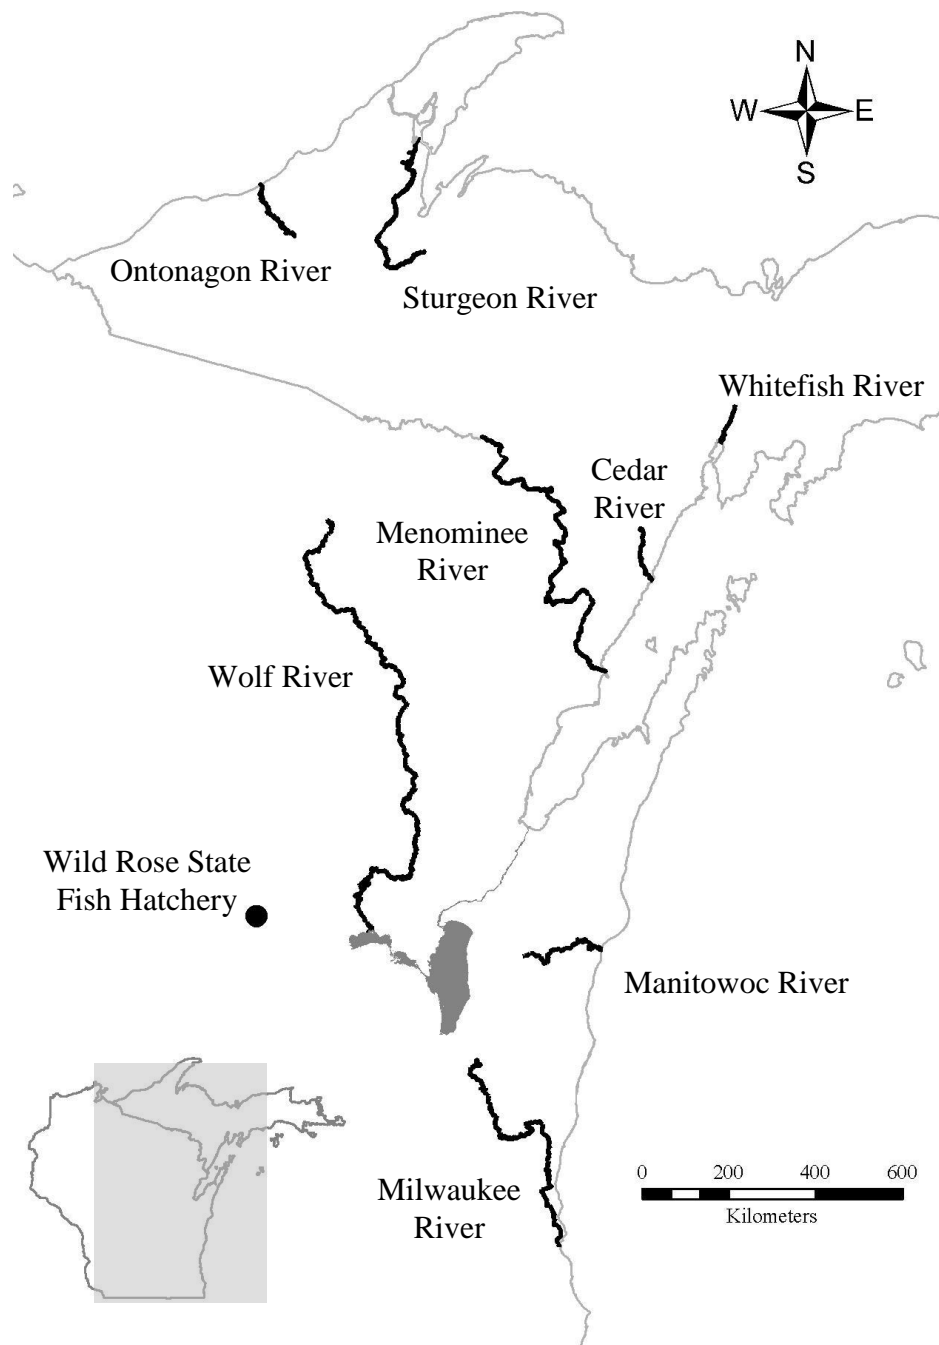 N
W E
S
Ontonagon River
Sturgeon River
Whitefish River
Cedar
River
Menominee
River
Wolf River
Wild Rose State
Fish Hatchery
Manitowoc River
Milwaukee
River
0 200 400 600
Kilometers